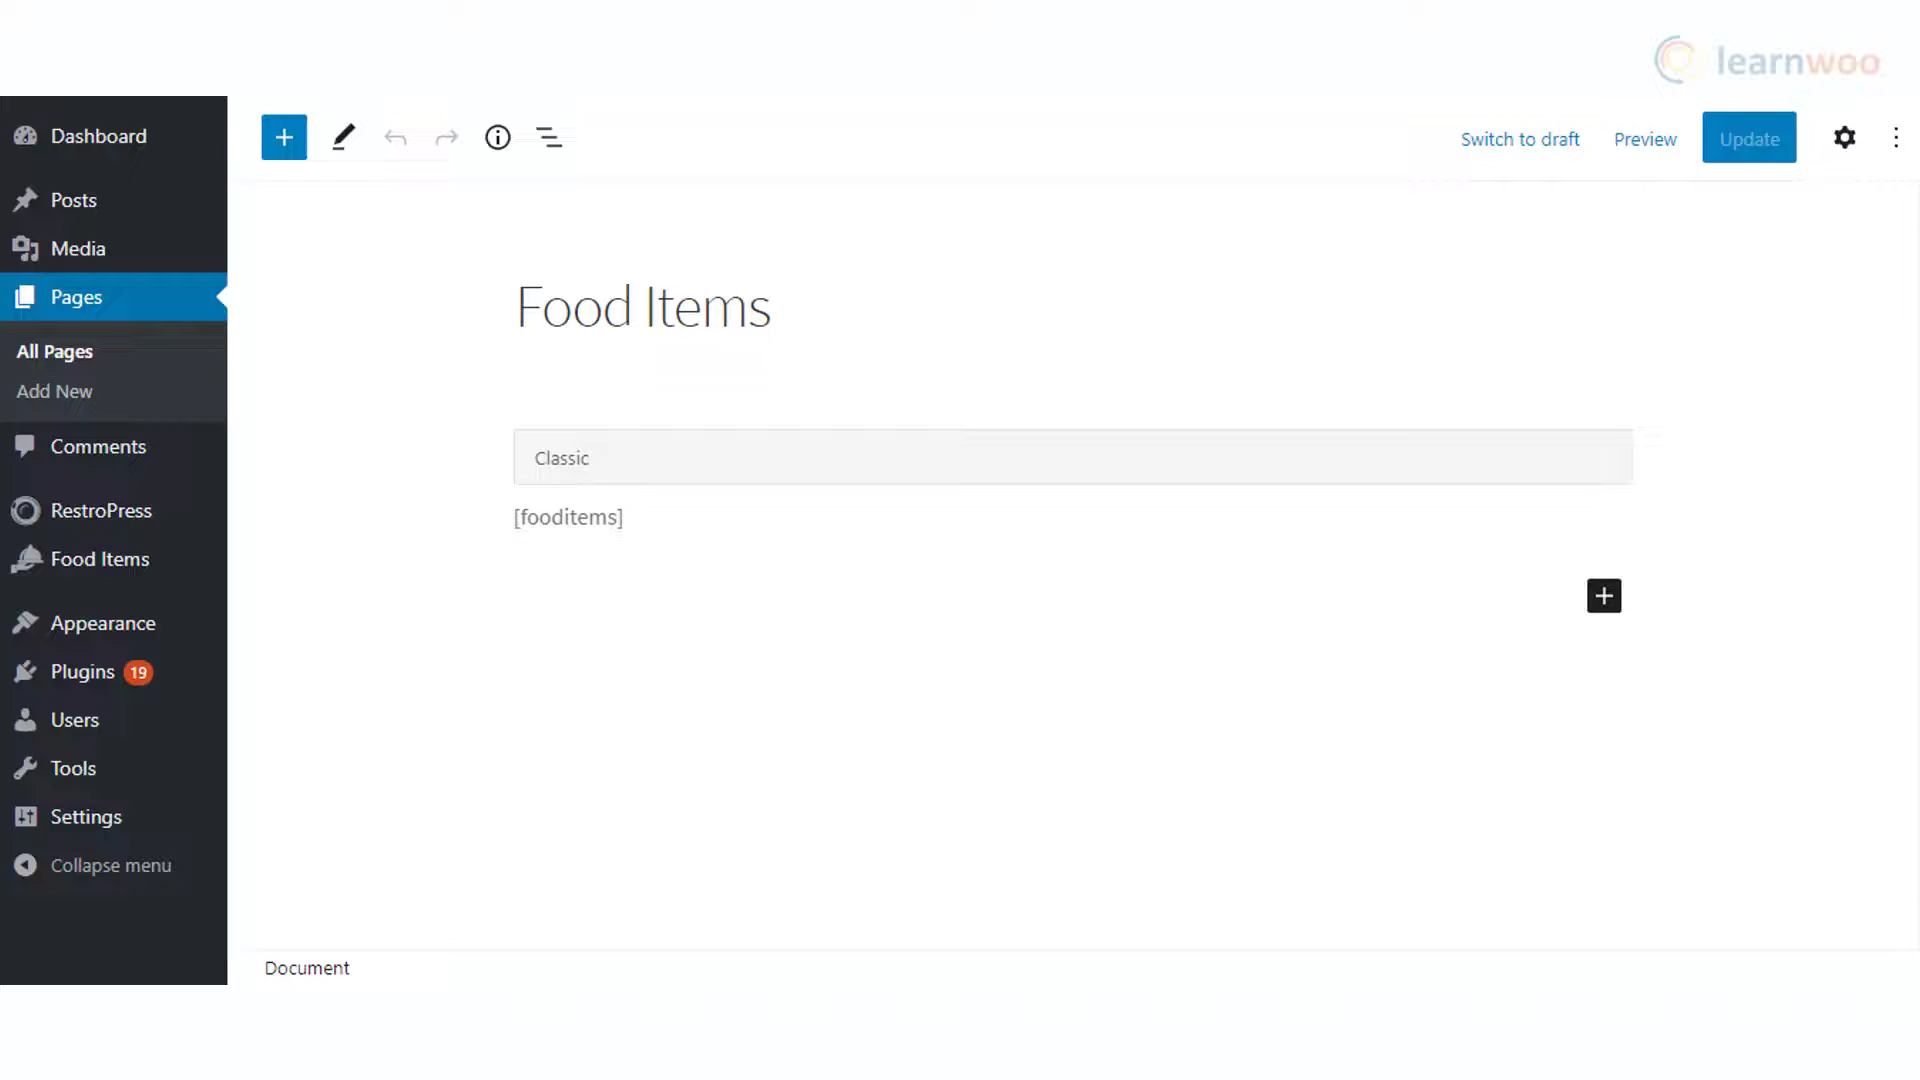 learnwoo
Dashboard
Posts
Media
Pages
All Pages
Add New
Comments
RestroPress
Food Items
Appearance
Plugins 19
Users
Tools
Settings
Collapse menu
Switch to draft
Preview
Update
Food Items
Classic
[fooditems]
Document